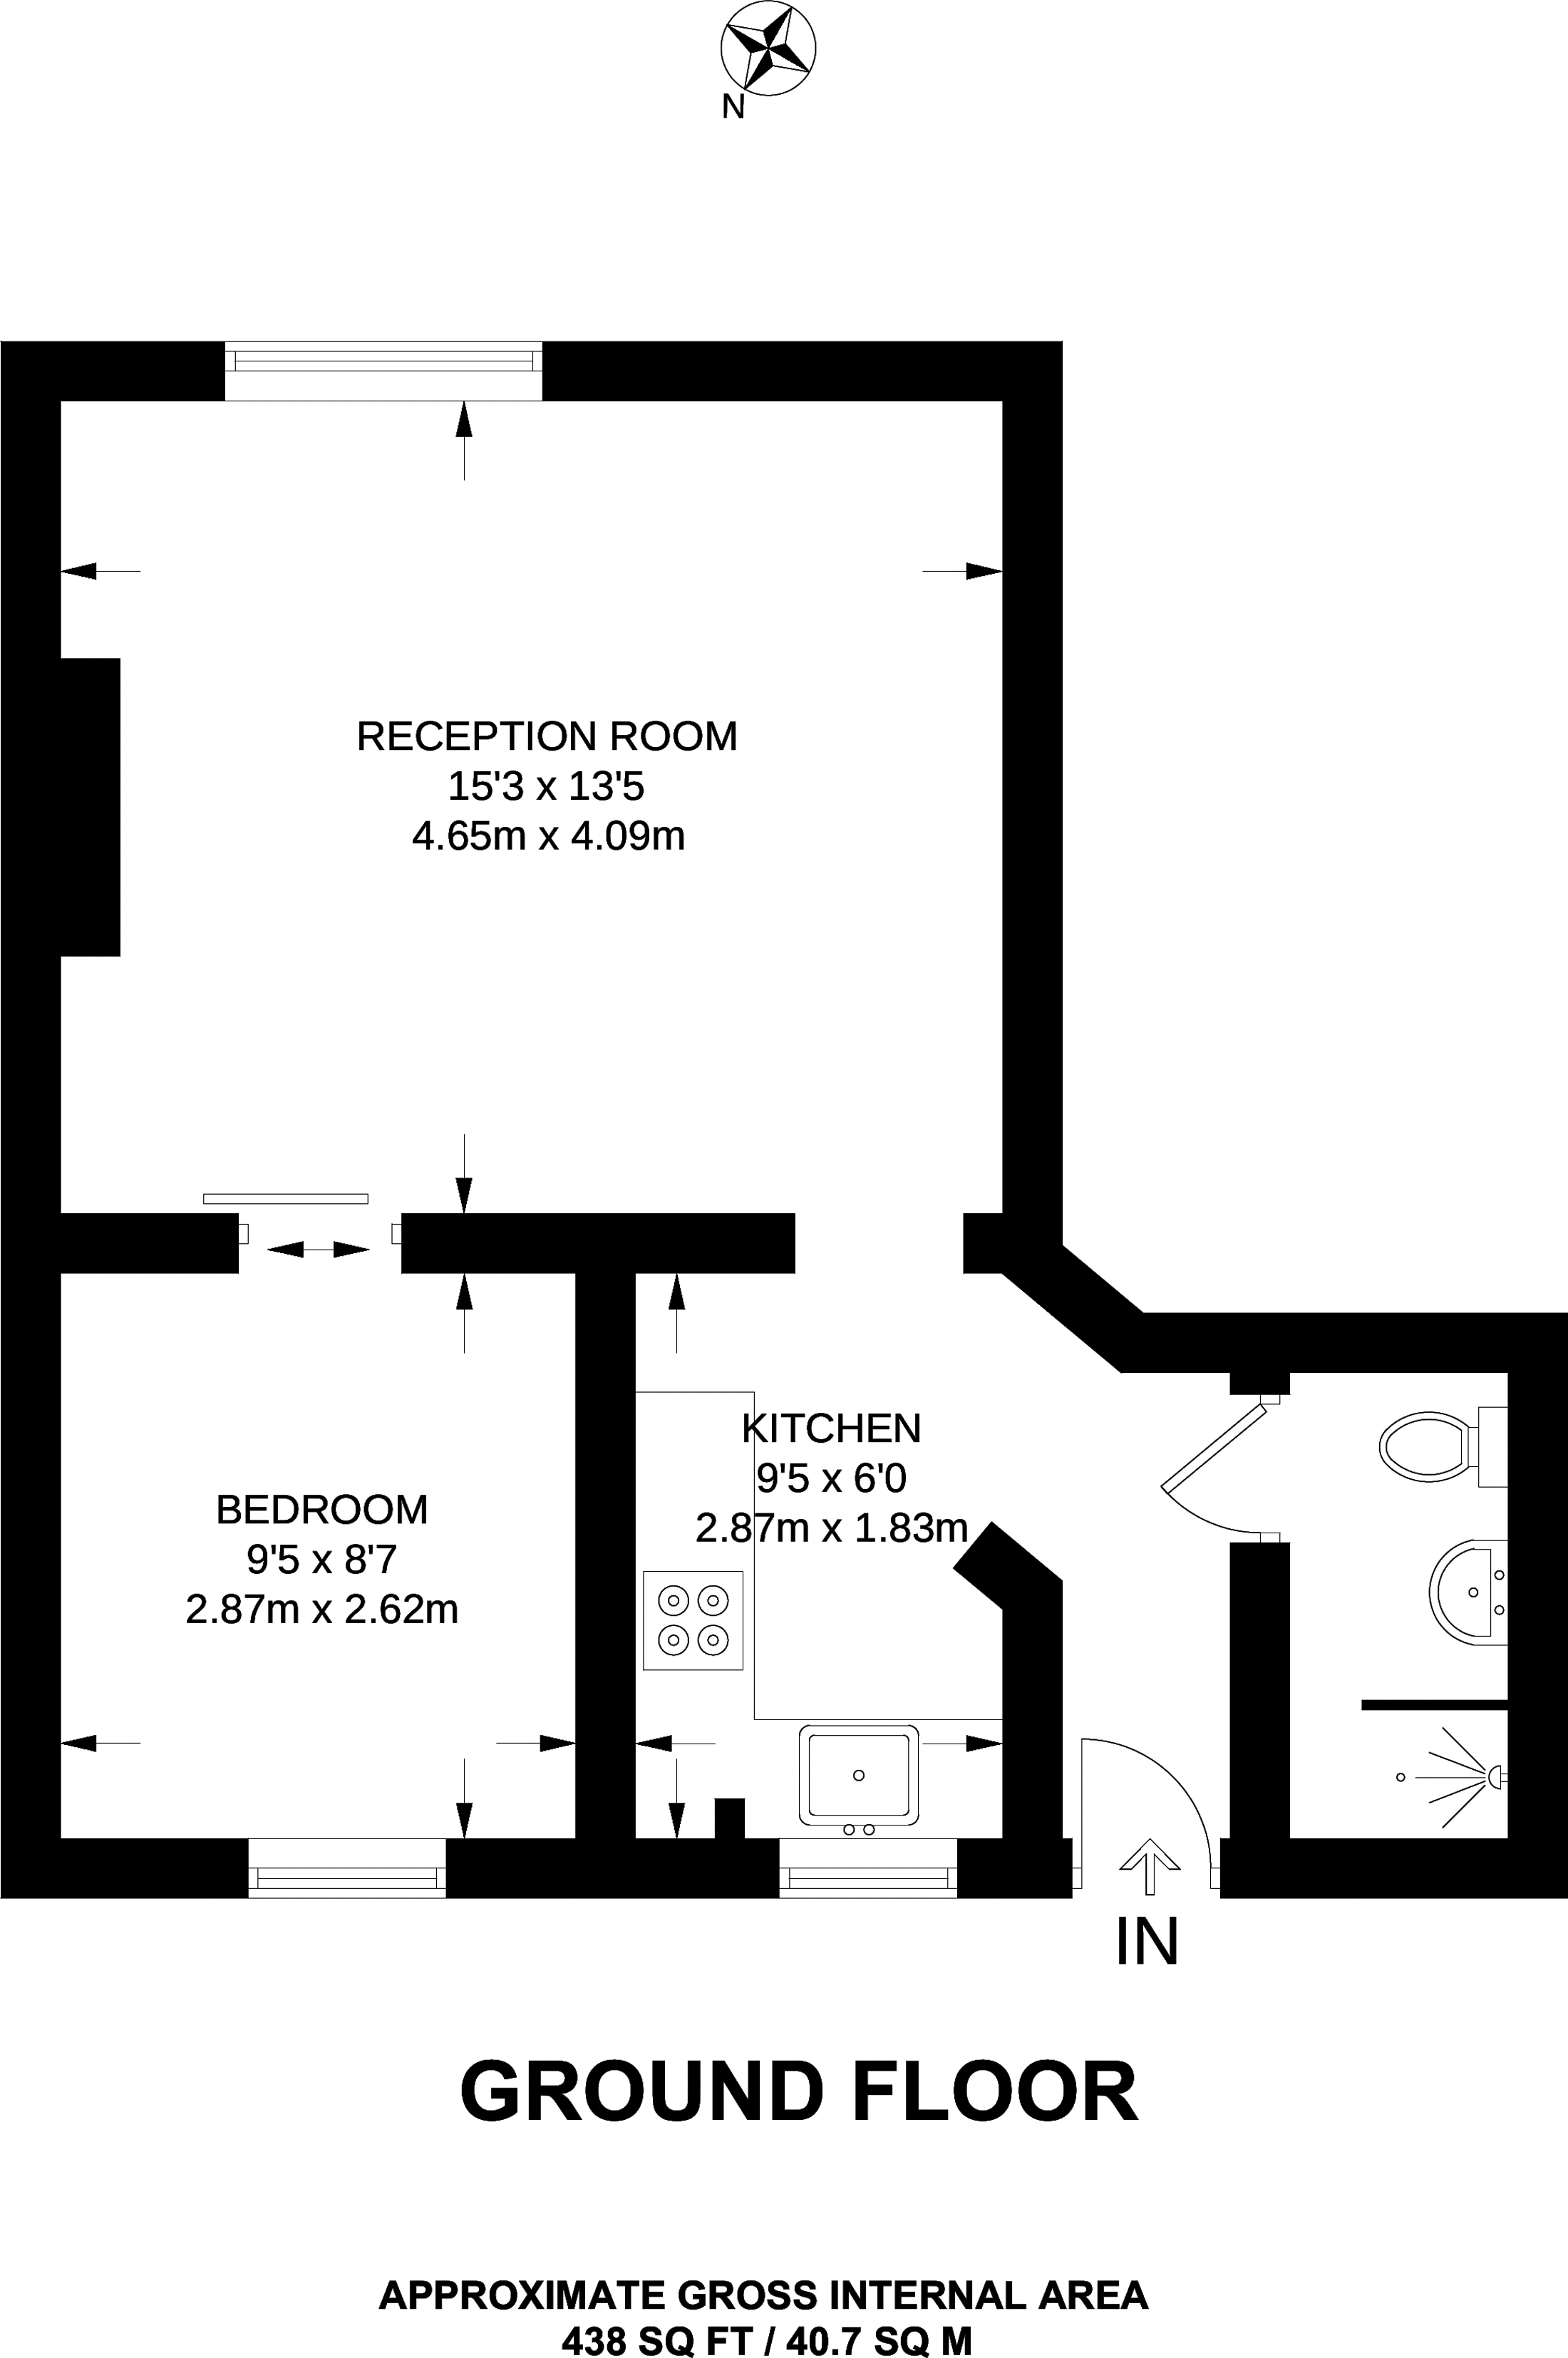 N
RECEPTION ROOM
15'3 x 13'5
4.65m x 4.09m
KITCHEN
9'5 x 6'0
2.87m x 1.83m
BEDROOM
9'5 x 8'7
2.87m x 2.62m
IN
GROUND FLOOR
APPROXIMATE GROSS INTERNAL AREA
438 SQ FT / 40.7 SQ M